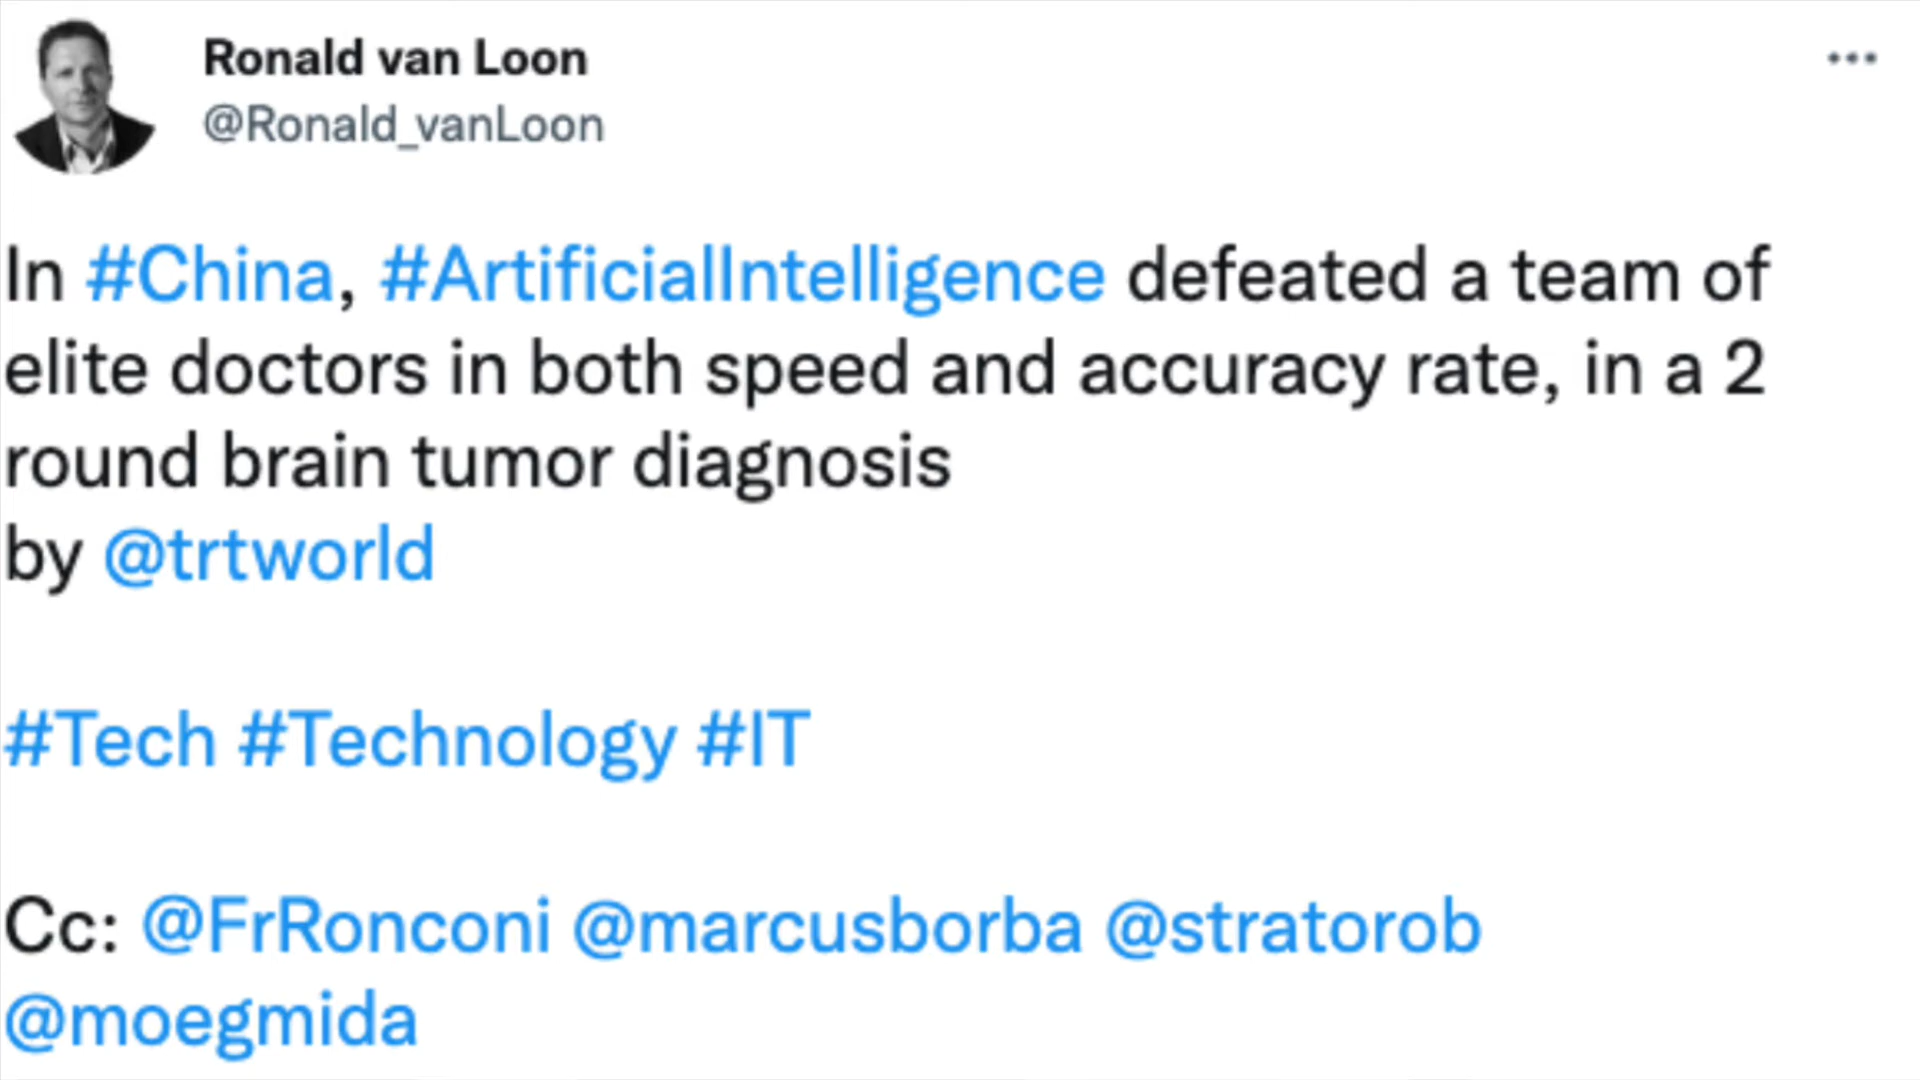 Ronald van Loon
@Ronald_vanLoon
In #China, #ArtificialIntelligence defeated a team of
elite doctors in both speed and accuracy rate, in a 2
round brain tumor diagnosis
by @trtworld
#Tech #Technology #IT
Cc: @FrRonconi @marcusborba @stratorob
@moegmida